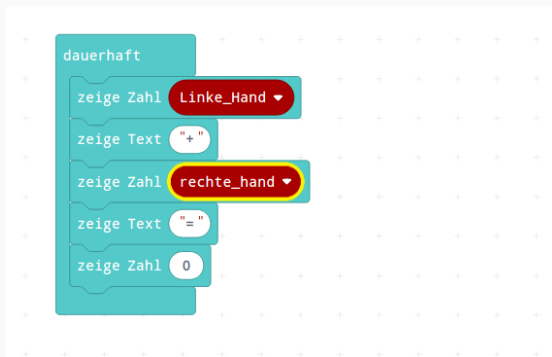 dauerhaft
zeige Zahl Linke_Hand
zeige Text "+"
zeige Zahl rechte_hand
zeige Text "="
zeige Zahl 0